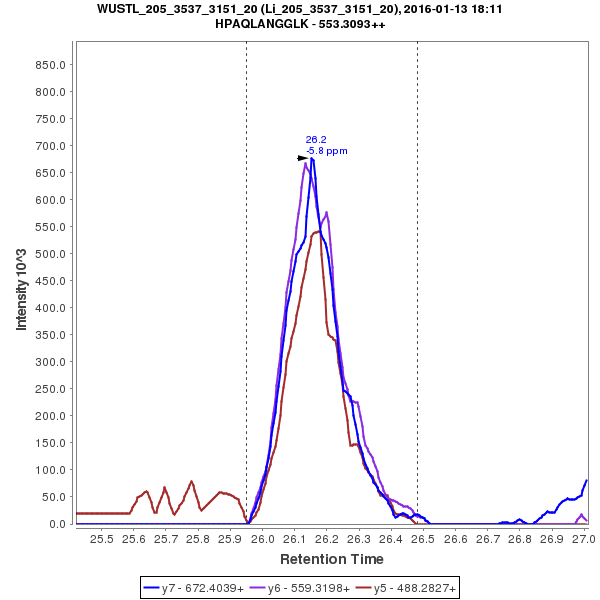 WUSTL_205_3537_3151_20 (Li_205_3537_3151_20), 2016-01-13 18:11
HPAQLANGGLK - 553.3093++
26.2
-5.8 ppm
Intensity 10^3
850.0
800.0
750.0
700.0
650.0
600.0
550.0
500.0
450.0
400.0
350.0
300.0
250.0
200.0
150.0
100.0
50.0
0.0
25.5 25.6 25.7 25.8 25.9 26.0 26.1 26.2 26.3 26.4 26.5 26.6 26.7 26.8 26.9 27.0
Retention Time
y7 - 672.4039+ y6 - 559.3198+ y5 - 488.2827+